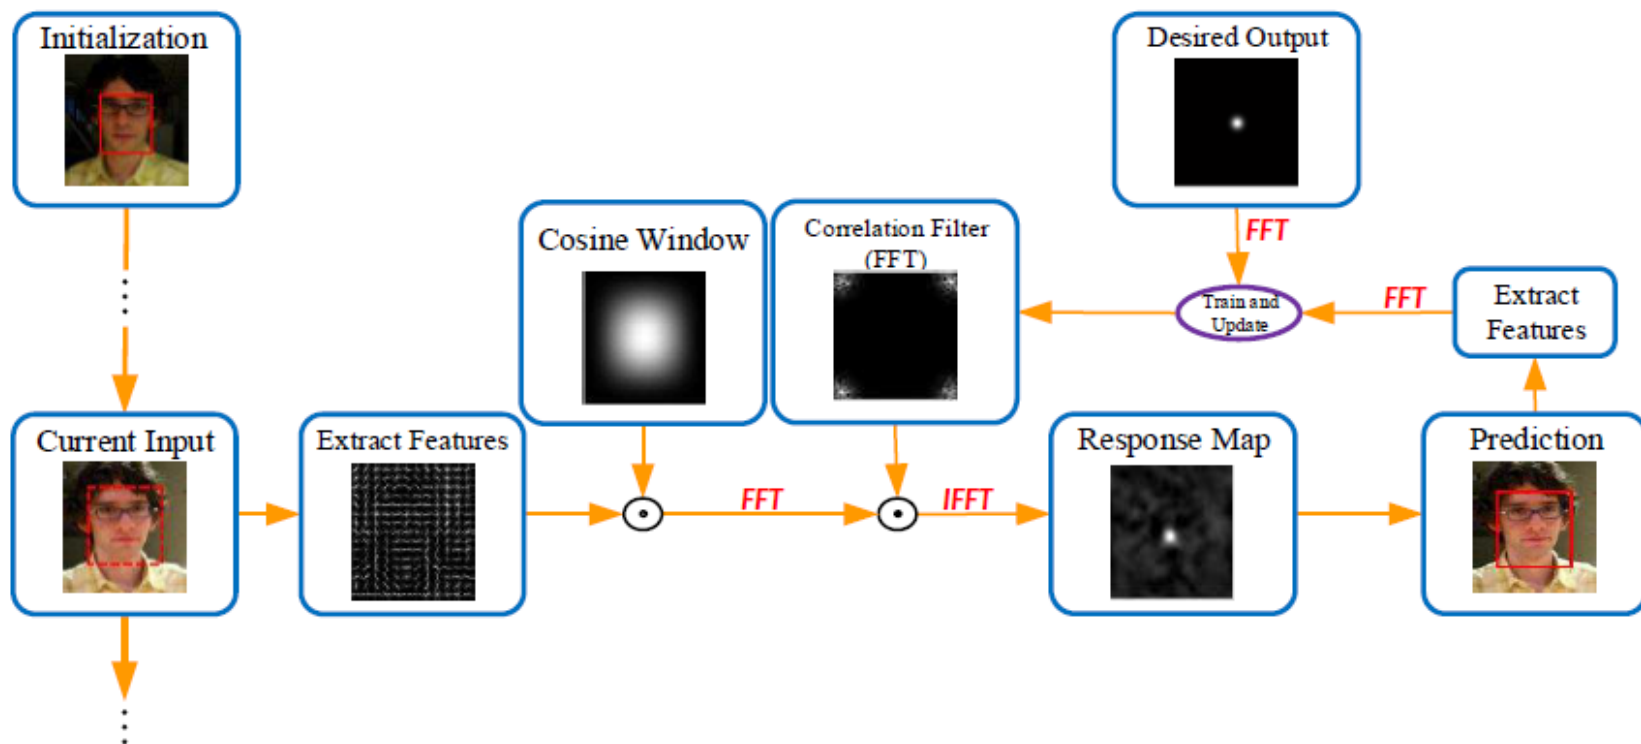 Initialization
Desired Output
FFT
Cosine Window
Correlation Filter
(FFT)
Train and
Update
FFT
Extract
Features
Current Input
Extract Features
FFT
IFFT
Response Map
Prediction